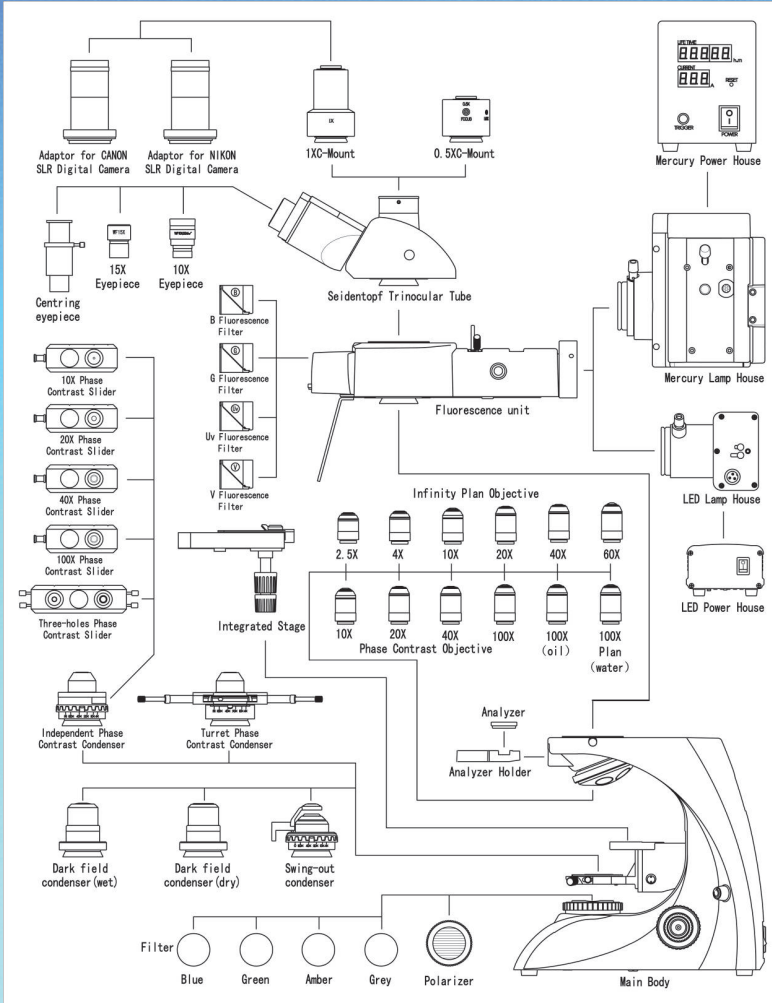 LIFE TIME
88888 h.m
CURRENT
888 A
RESET
TRIGGER
POWER
Mercury Power House
Adaptor for CANON
SLR Digital Camera
Adaptor for NIKON
SLR Digital Camera
1X
1XC-Mount
0.5X
FOCUS
0.5XC-Mount
Centring
eyepiece
WF15X
15X
Eyepiece
10X
Eyepiece
Seidentopf Trinocular Tube
B
B Fluorescence
Filter
G
G Fluorescence
Filter
Uv
Uv Fluorescence
Filter
V
V Fluorescence
Filter
Fluorescence unit
Mercury Lamp House
LED Lamp House
LED Power House
10X Phase
Contrast Slider
20X Phase
Contrast Slider
40X Phase
Contrast Slider
100X Phase
Contrast Slider
Three-holes Phase
Contrast Slider
Integrated Stage
Infinity Plan Objective
2.5X
4X
10X
20X
40X
60X
10X
20X
40X
100X
100X
(oil)
100X
Plan
(water)
Phase Contrast Objective
Independent Phase
Contrast Condenser
Turret Phase
Contrast Condenser
Analyzer
Analyzer Holder
Dark field
condenser(wet)
Dark field
condenser(dry)
Swing-out
condenser
Filter
Blue
Green
Amber
Grey
Polarizer
Main Body